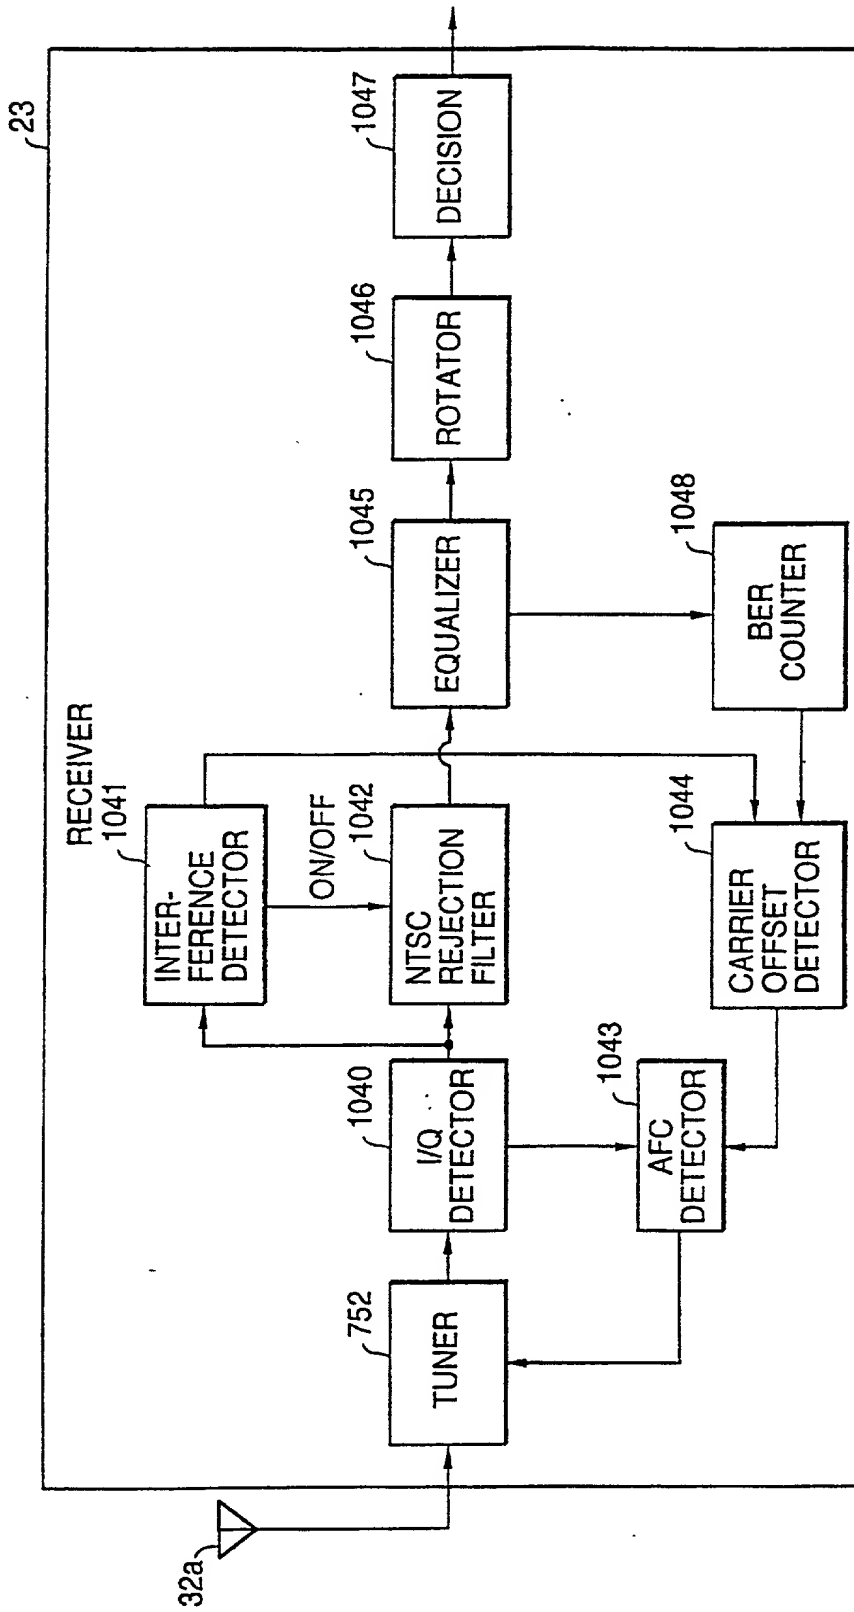 23
RECEIVER
1041
INTER-
FERENCE
DETECTOR
ON/OFF
32a
752
TUNER
1040
I/Q
DETECTOR
1042
NTSC
REJECTION
FILTER
1045
EQUALIZER
1046
ROTATOR
1047
DECISION
1043
AFC
DETECTOR
1044
CARRIER
OFFSET
DETECTOR
1048
BER
COUNTER